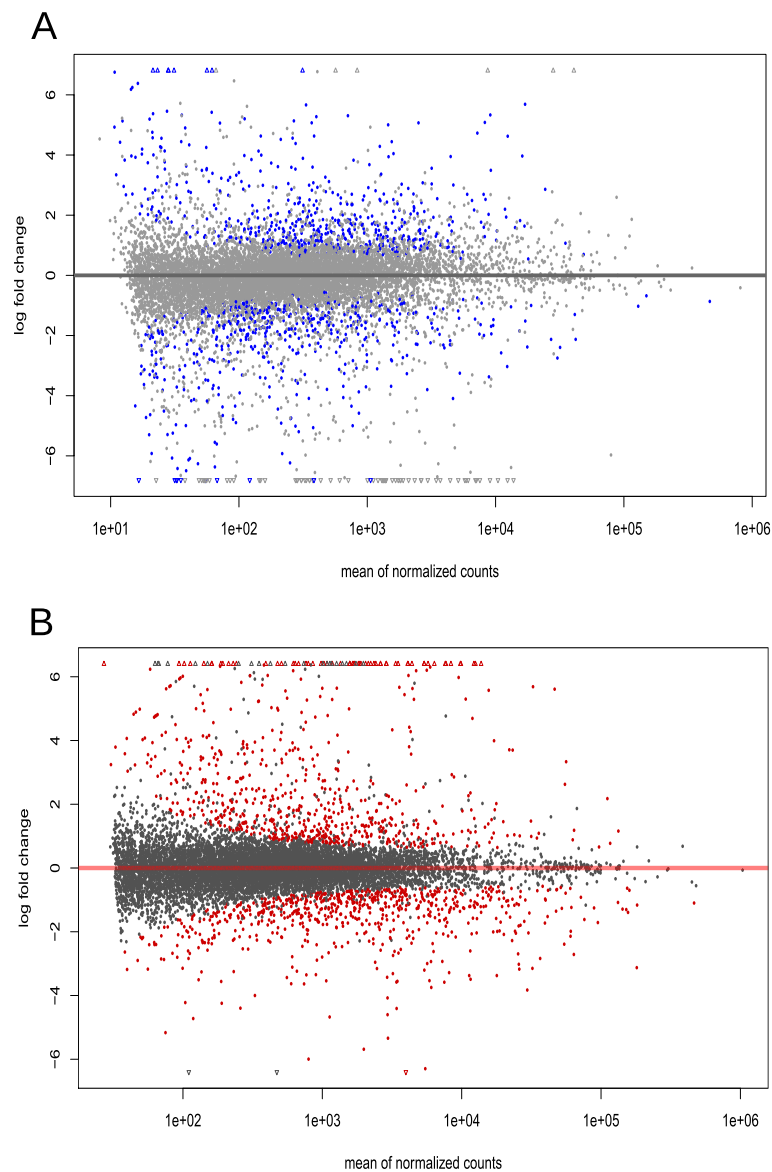 A
6
4
2
0
−2
−4
−6
log fold change
1e+01 1e+02 1e+03 1e+04 1e+05 1e+06
mean of normalized counts
B
6
4
2
0
−2
−4
−6
log fold change
1e+02 1e+03 1e+04 1e+05 1e+06
mean of normalized counts